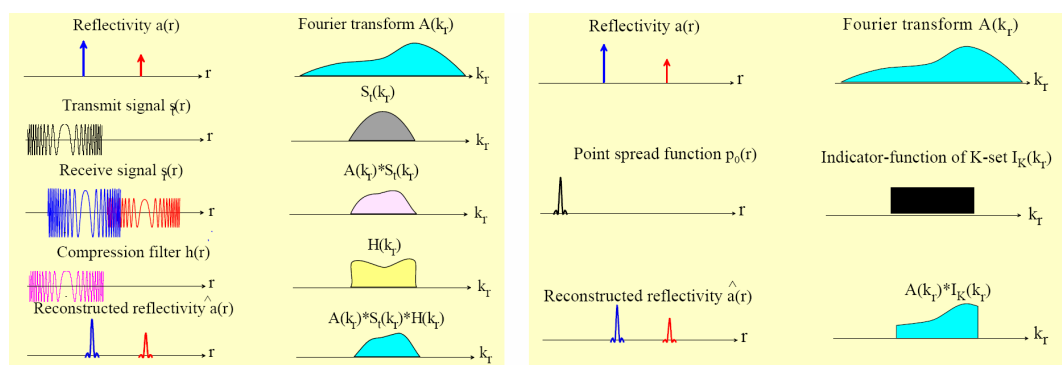 Reflectivity a(r)
r
Fourier transform A(kr)
kr
Transmit signal st(r)
r
St(kr)
kr
Receive signal sr(r)
r
A(kr)*St(kr)
kr
Compression filter h(r)
r
H(kr)
kr
Reconstructed reflectivity â(r)
r
A(kr)*St(kr)*H(kr)
kr
Reflectivity a(r)
r
Fourier transform A(kr)
kr
Point spread function p0(r)
r
Indicator-function of K-set IK(kr)
kr
Reconstructed reflectivity â(r)
r
A(kr)*IK(kr)
kr